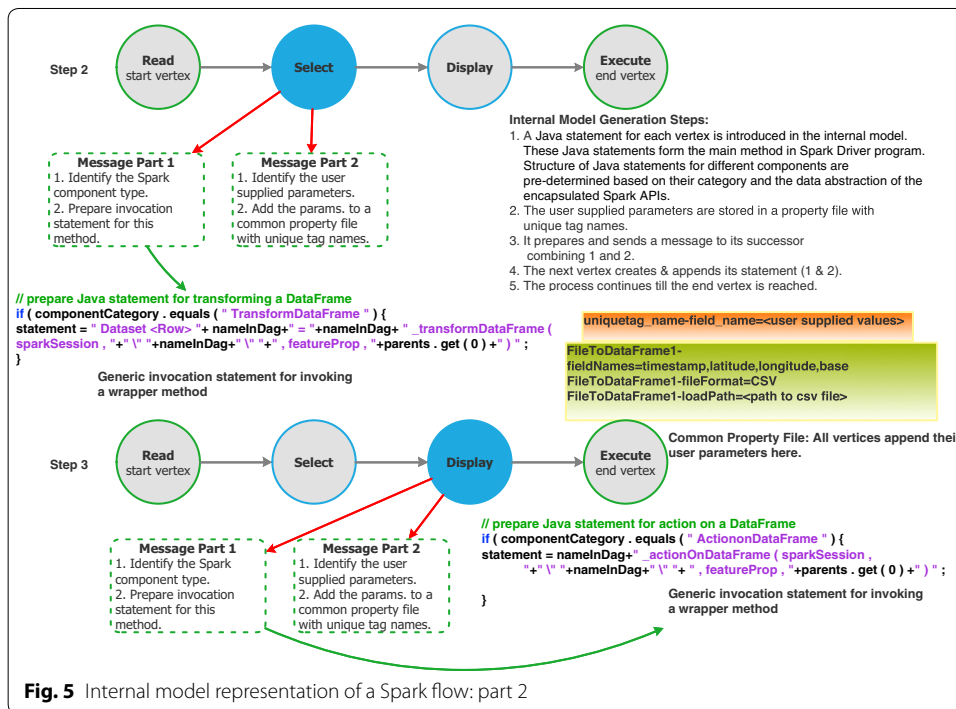 Step 2
Read
start vertex
Select
Display
Execute
end vertex
Message Part 1
1. Identify the Spark
component type.
2. Prepare invocation
statement for this
method.
Message Part 2
1. Identify the user
supplied parameters.
2. Add the params. to a
common property file
with unique tag names.
Internal Model Generation Steps:
1. A Java statement for each vertex is introduced in the internal model.
These Java statements form the main method in Spark Driver program.
Structure of Java statements for different components are
pre-determined based on their category and the data abstraction of the
encapsulated Spark APIs.
2. The user supplied parameters are stored in a property file with
unique tag names.
3. It prepares and sends a message to its successor
combining 1 and 2.
4. The next vertex creates & appends its statement (1 & 2).
5. The process continues till the end vertex is reached.
// prepare Java statement for transforming a DataFrame
if ( componentCategory . equals ( " TransformDataFrame " ) {
statement = " Dataset <Row> "+ nameInDag+" = "+nameInDag+ " _transformDataFrame (
sparkSession , "+" \" "+nameInDag+" \" "+" , featureProp , "+parents . get ( 0 ) +" ) " ;
}
Generic invocation statement for invoking
a wrapper method
uniquetag_name-field_name=<user supplied values>
FileToDataFrame1-
fieldNames=timestamp,latitude,longitude,base
FileToDataFrame1-fileFormat=CSV
FileToDataFrame1-loadPath=<path to csv file>
Common Property File: All vertices append thei
user parameters here.
Step 3
Read
start vertex
Select
Display
Execute
end vertex
Message Part 1
1. Identify the Spark
component type.
2. Prepare invocation
statement for this
method.
Message Part 2
1. Identify the user
supplied parameters.
2. Add the params. to a
common property file
with unique tag names.
// prepare Java statement for action on a DataFrame
if ( componentCategory . equals ( " ActiononDataFrame " ) {
statement = nameInDag+" _actionOnDataFrame ( sparkSession ,
"+" \" "+nameInDag+" \" "+ " , featureProp , "+parents . get ( 0 ) +" ) " ;
}
Generic invocation statement for invoking
a wrapper method
Fig. 5 Internal model representation of a Spark flow: part 2